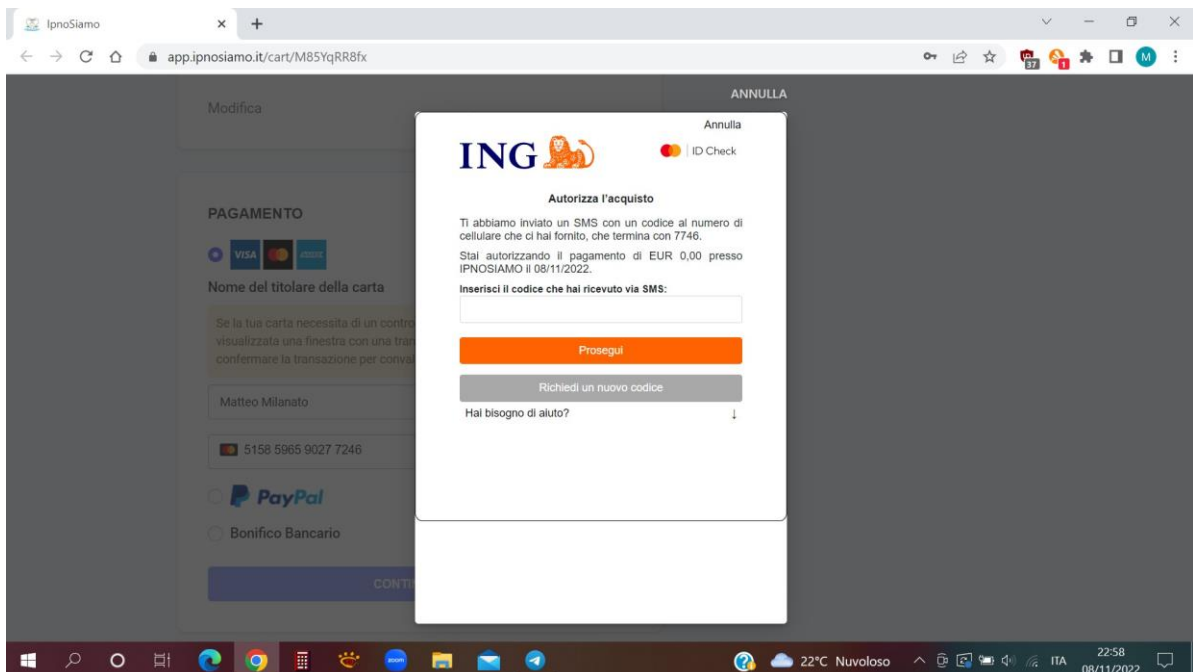 IpnoSiamo
app.ipnosiamo.it/cart/M85YqRR8fx
37
1
M
ANNULLA
Modifica
Annulla
ING
ID Check
Autorizza l'acquisto
Ti abbiamo inviato un SMS con un codice al numero di
cellulare che ci hai fornito, che termina con 7746.
Stai autorizzando il pagamento di EUR 0,00 presso
IPNOSIAMO il 08/11/2022.
Inserisci il codice che hai ricevuto via SMS:
Prosegui
Richiedi un nuovo codice
Hai bisogno di aiuto?
PAGAMENTO
VISA
Nome del titolare della carta
Se la tua carta necessita di un contro
visualizzata una finestra con una tran
confermare la transazione per conval
Matteo Milanato
5158 5965 9027 7246
PayPal
Bonifico Bancario
CONTI
zoom
22°C Nuvoloso
ITA
22:58
08/11/2022